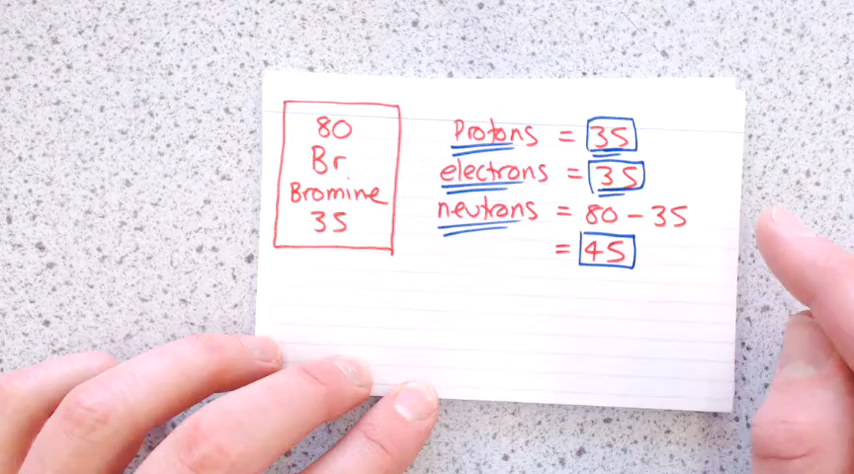 80
Br
Bromine
35
Protons = 35
electrons = 35
neutrons = 80 - 35
= 45